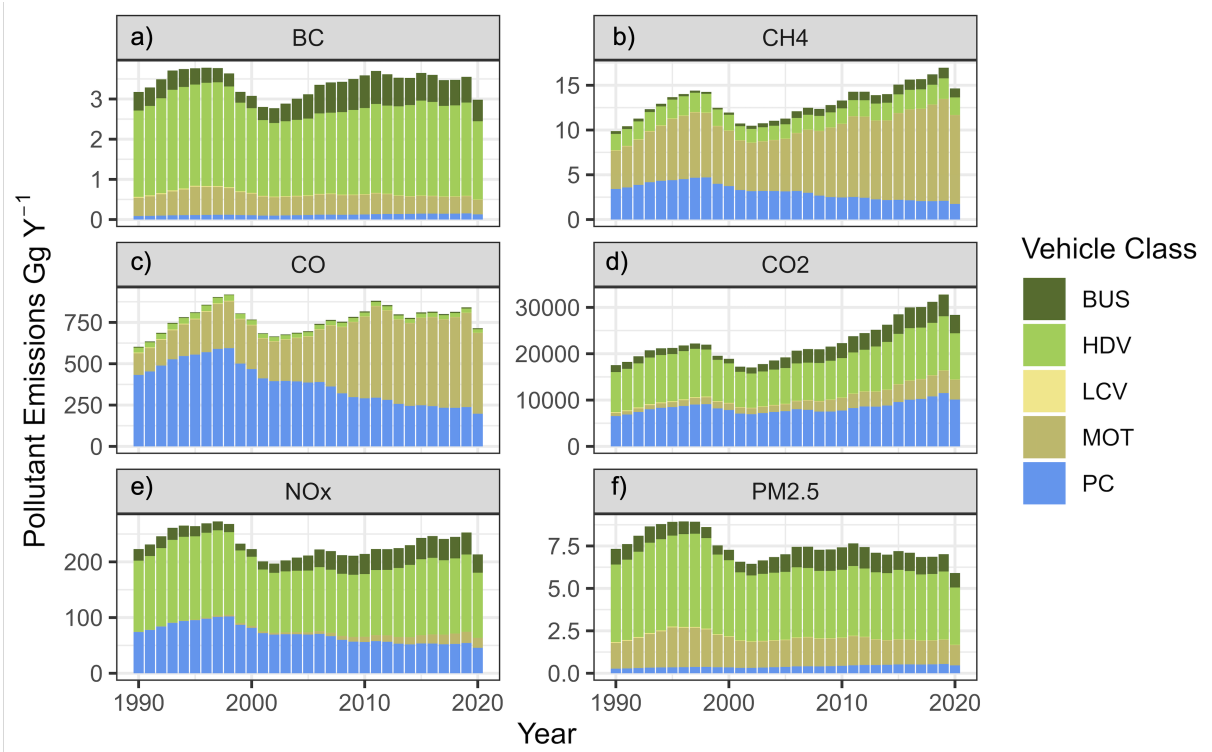 a) BC
b) CH4
3
2
1
0
15
10
5
0
c) CO
d) CO2
750
500
250
0
30000
20000
10000
0
e) NOx
f) PM2.5
200
100
0
7.5
5.0
2.5
0.0
1990 2000 2010 2020
1990 2000 2010 2020
Year
Pollutant Emissions Gg Y⁻¹
Vehicle Class
BUS
HDV
LCV
MOT
PC